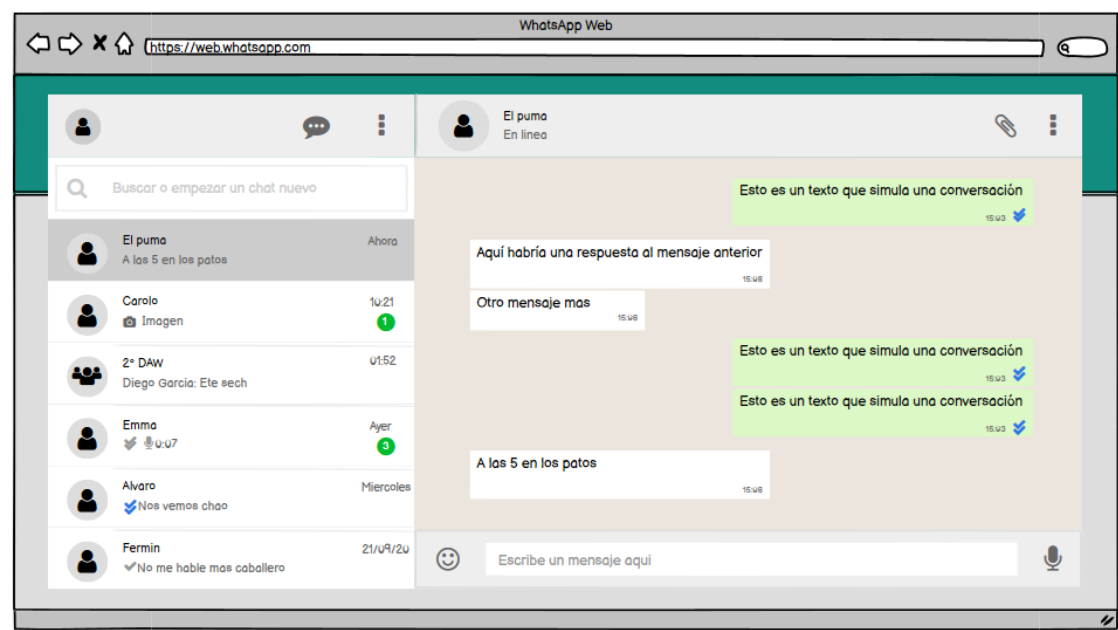 WhatsApp Web
https://web.whatsapp.com
El puma
En linea
Buscar o empezar un chat nuevo
El puma
Ahora
A las 5 en los patos
Carolo
10:21
Imagen
1
2º DAW
01:52
Diego Garcia: Ete sech
Emma
Ayer
0:07
3
Alvaro
Miercoles
Nos vemos chao
Fermin
21/09/20
No me hable mas caballero
Esto es un texto que simula una conversación
15:03
Aquí habría una respuesta al mensaje anterior
15:08
Otro mensaje mas
15:08
Esto es un texto que simula una conversación
15:03
Esto es un texto que simula una conversación
15:03
A las 5 en los patos
15:08
Escribe un mensaje aqui